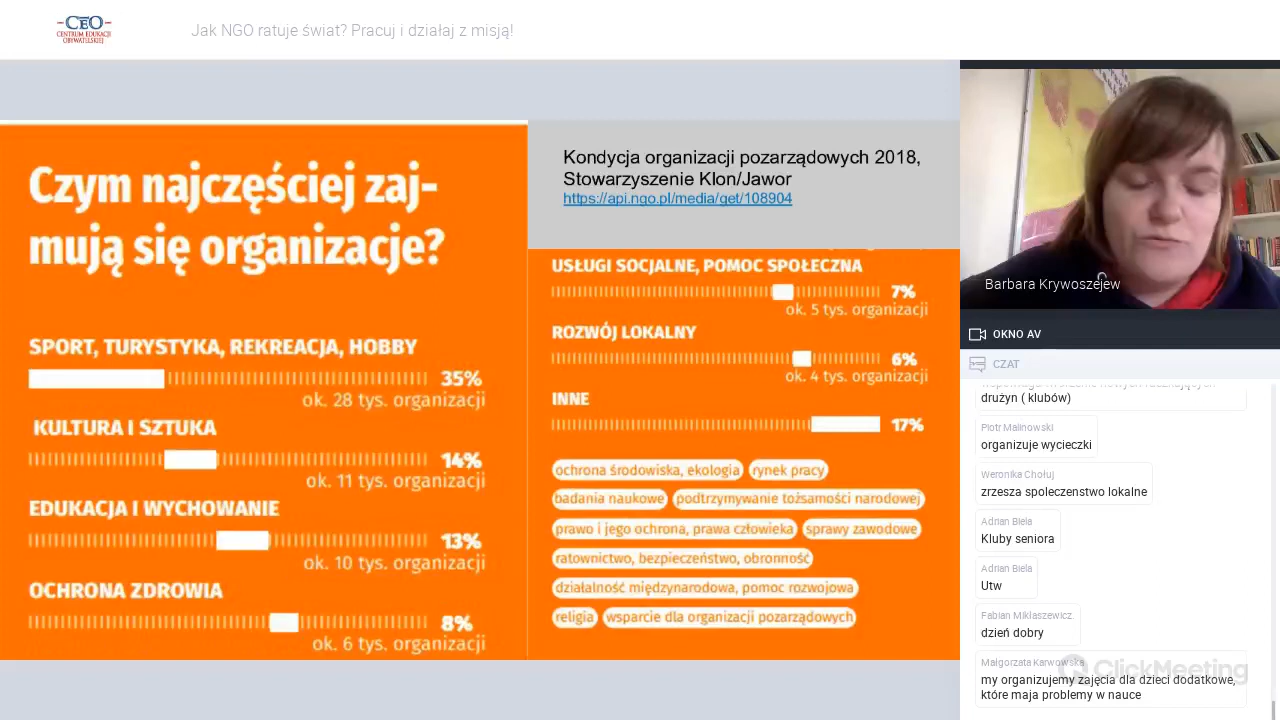 CEO
CENTRUM EDUKACJI
OBYWATELSKIEJ
Jak NGO ratuje świat? Pracuj i działaj z misją!
Czym najczęściej zaj-
mują się organizacje?
SPORT, TURYSTYKA, REKREACJA, HOBBY
35%
ok. 28 tys. organizacji
KULTURA I SZTUKA
14%
ok. 11 tys. organizacji
EDUKACJA I WYCHOWANIE
13%
ok. 10 tys. organizacji
OCHRONA ZDROWIA
8%
ok. 6 tys. organizacji
Kondycja organizacji pozarządowych 2018,
Stowarzyszenie Klon/Jawor
https://api.ngo.pl/media/get/108904
USŁUGI SOCJALNE, POMOC SPOŁECZNA
7%
ok. 5 tys. organizacji
ROZWÓJ LOKALNY
6%
ok. 4 tys. organizacji
INNE
17%
ochrona środowiska, ekologia rynek pracy
badania naukowe podtrzymywanie tożsamości narodowej
prawo i jego ochrona, prawa człowieka sprawy zawodowe
ratownictwo, bezpieczeństwo, obronność
działalność międzynarodowa, pomoc rozwojowa
religia wsparcie dla organizacji pozarządowych
Barbara Krywoszejew
OKNO AV
CZAT
drużyn ( klubów)
Piotr Malinowski
organizuje wycieczki
Weronika Chołuj
zrzesza spoleczenstwo lokalne
Adrian Biela
Kluby seniora
Adrian Biela
Utw
Fabian Miklaszewicz.
dzień dobry
Małgorzata Karwowska
my organizujemy zajęcia dla dzieci dodatkowe,
które maja problemy w nauce
ClickMeeting